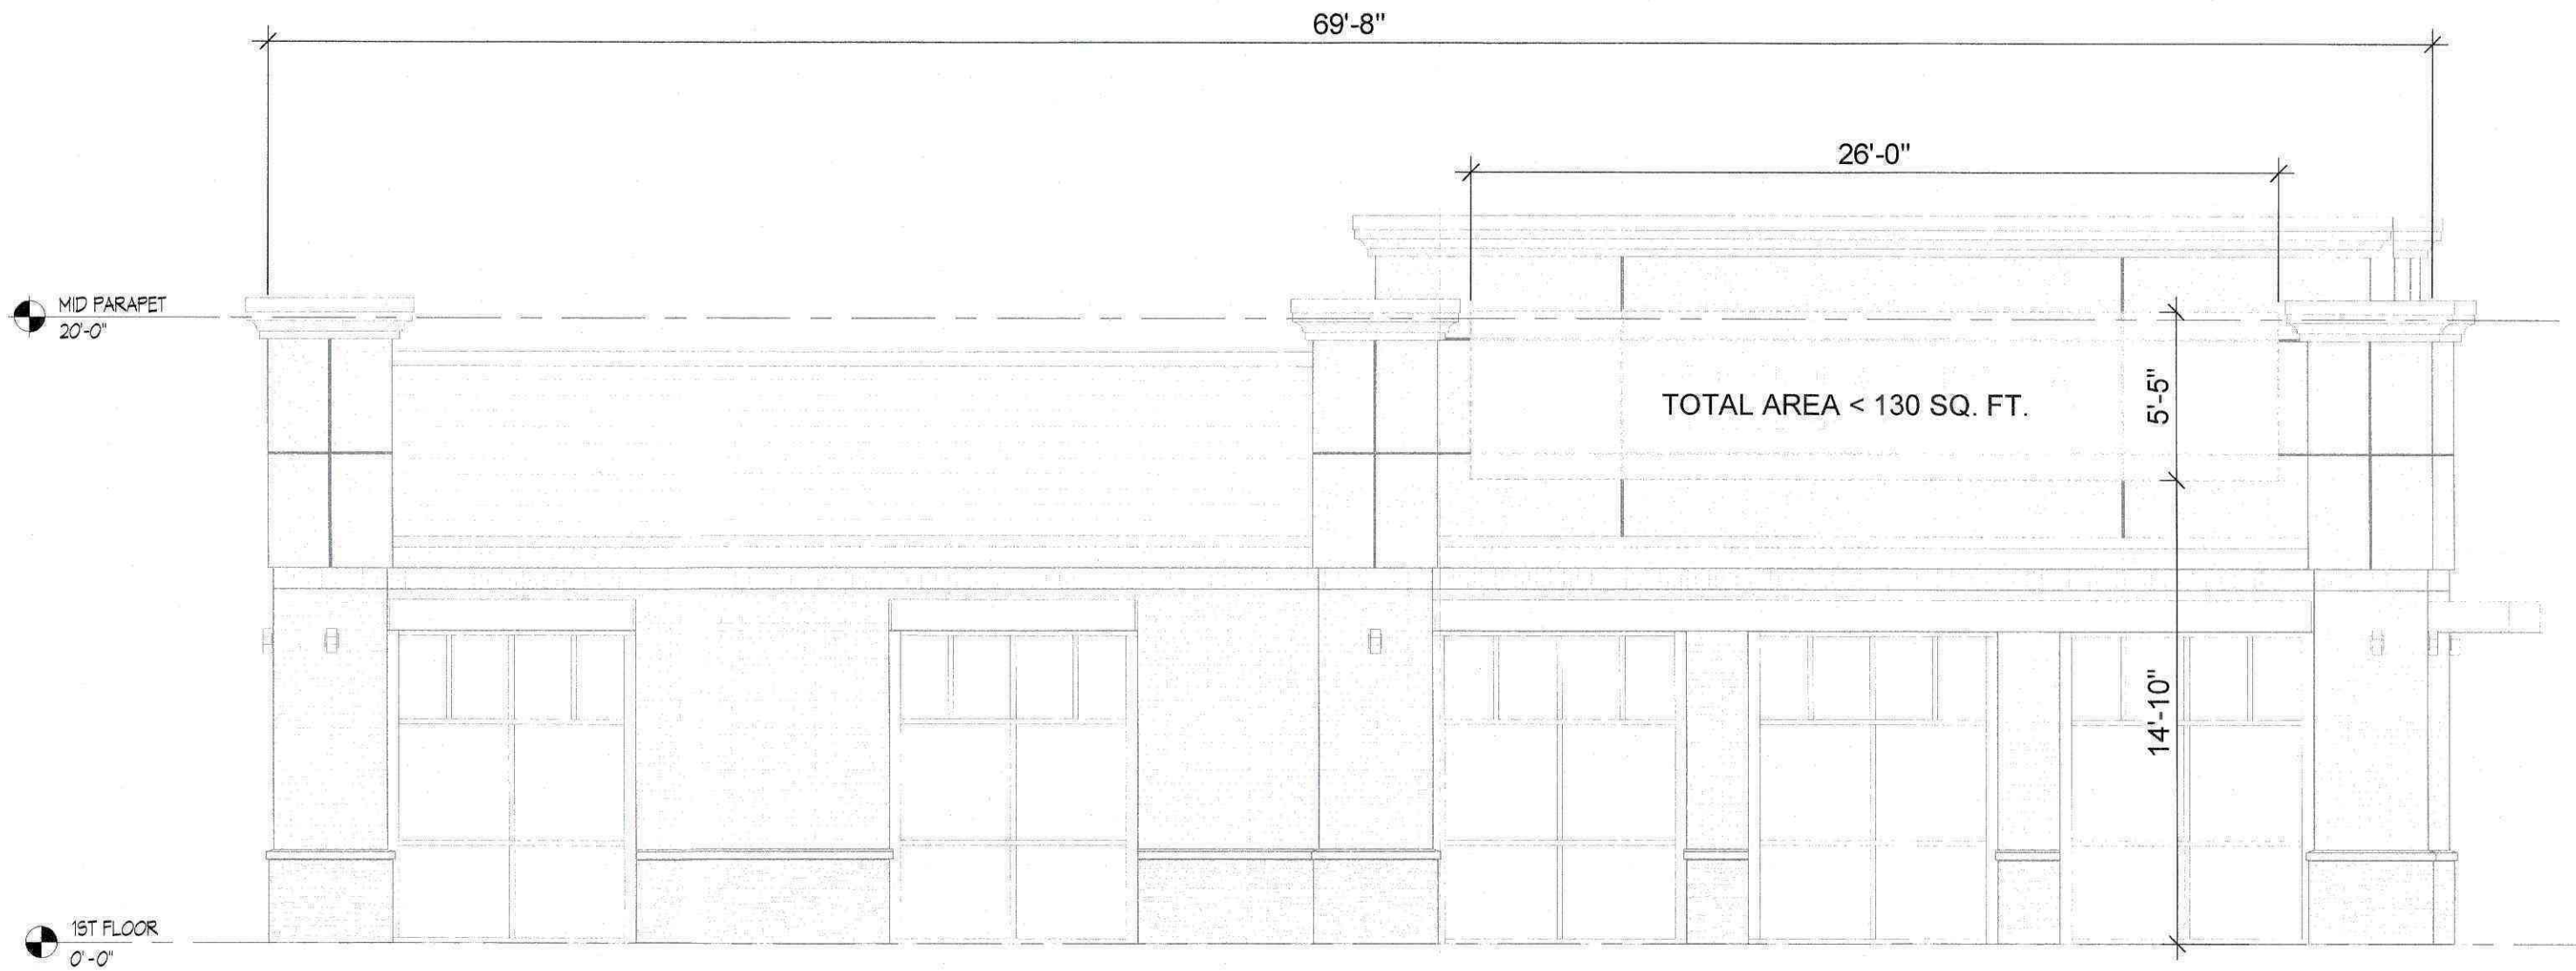 69'-8"
26'-0"
MID PARAPET
20'-0"
TOTAL AREA < 130 SQ. FT.
5'-5"
14'-10"
1ST FLOOR
0'-0"